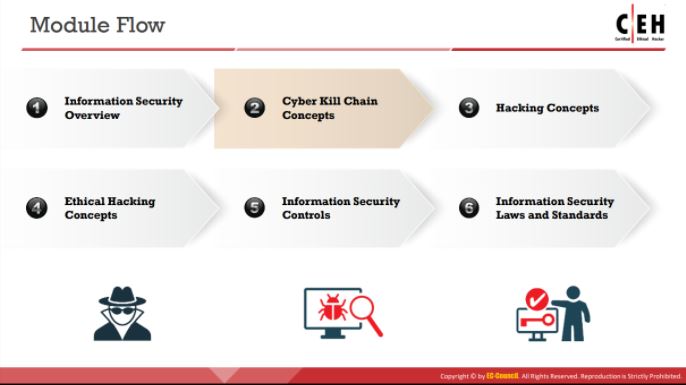 Module Flow
C|EH
Certified Ethical Hacker
1
Information Security
Overview
2
Cyber Kill Chain
Concepts
3
Hacking Concepts
4
Ethical Hacking
Concepts
5
Information Security
Controls
6
Information Security
Laws and Standards
Copyright © by EC-Council. All Rights Reserved. Reproduction is Strictly Prohibited.